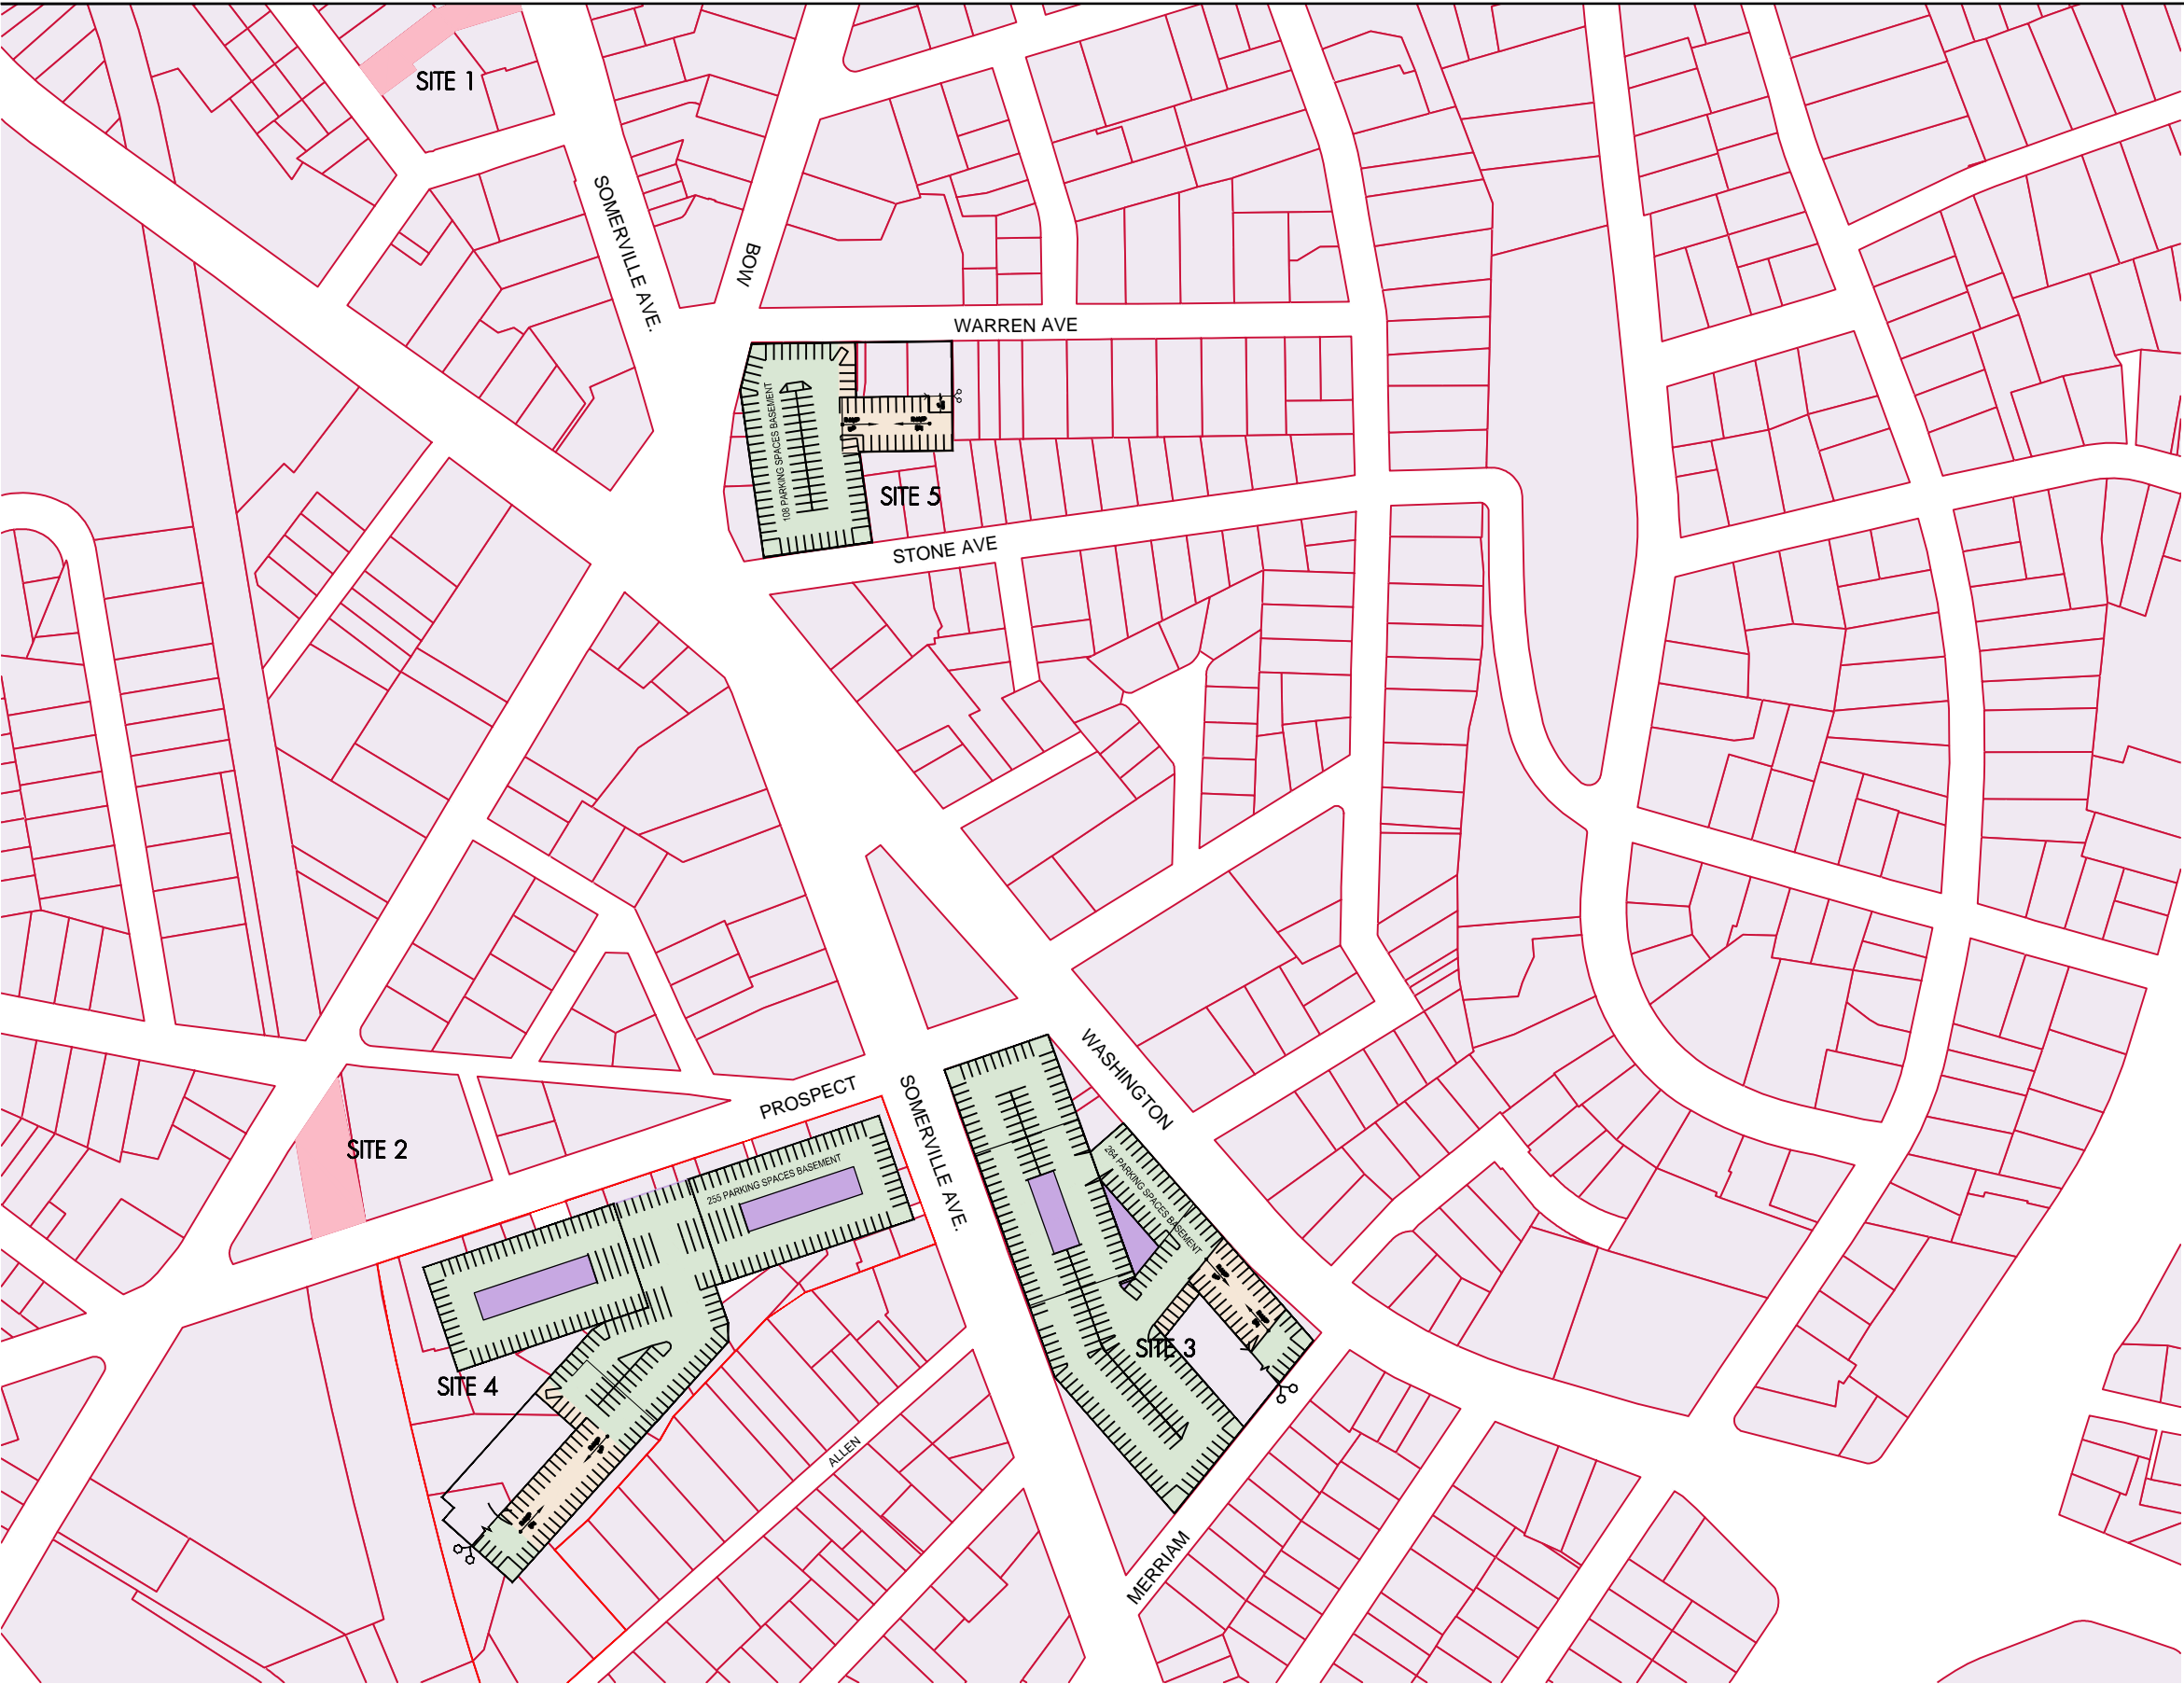 SITE 1
SOMERVILLE AVE.
BOW
WARREN AVE
108 PARKING SPACES BASEMENT
SITE 5
STONE AVE
WASHINGTON
PROSPECT
SOMERVILLE AVE.
SITE 2
264 PARKING SPACES BASEMENT
255 PARKING SPACES BASEMENT
SITE 3
SITE 4
ALLEN
MERRIAM